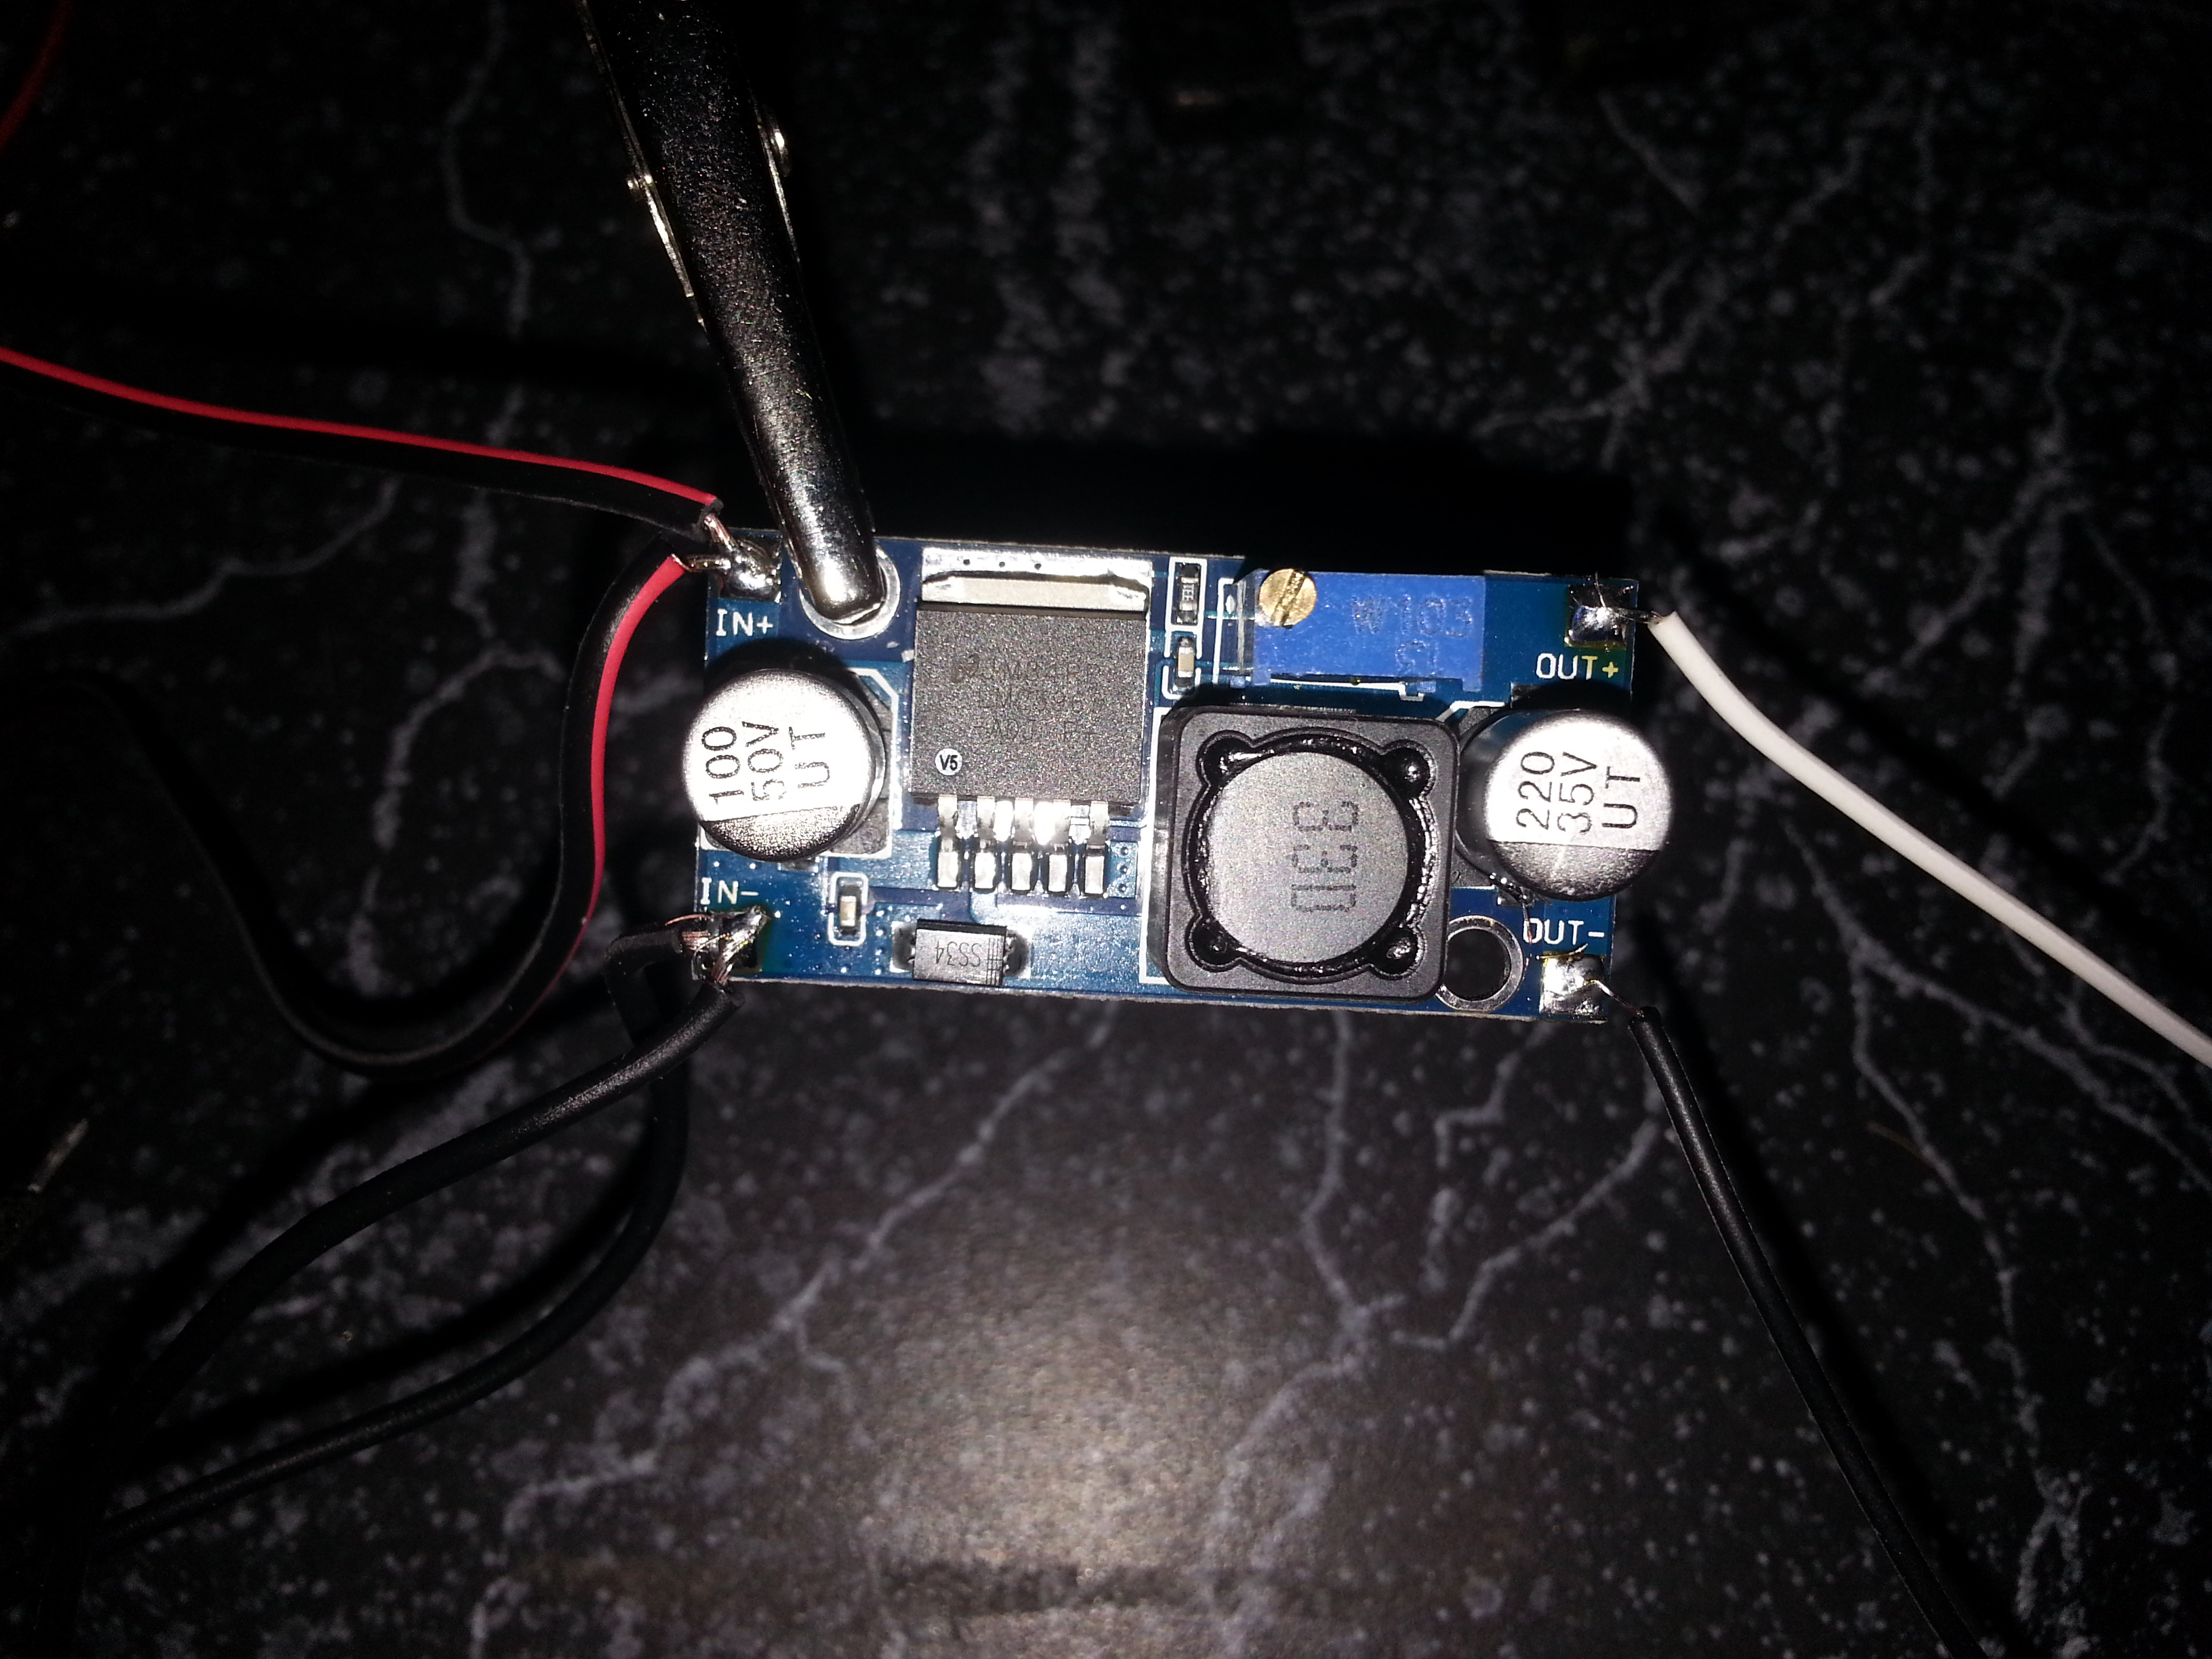 IN+
W103
OUT+
100
50V
UT
V5
330
220
35V
UT
IN-
SS34
OUT-